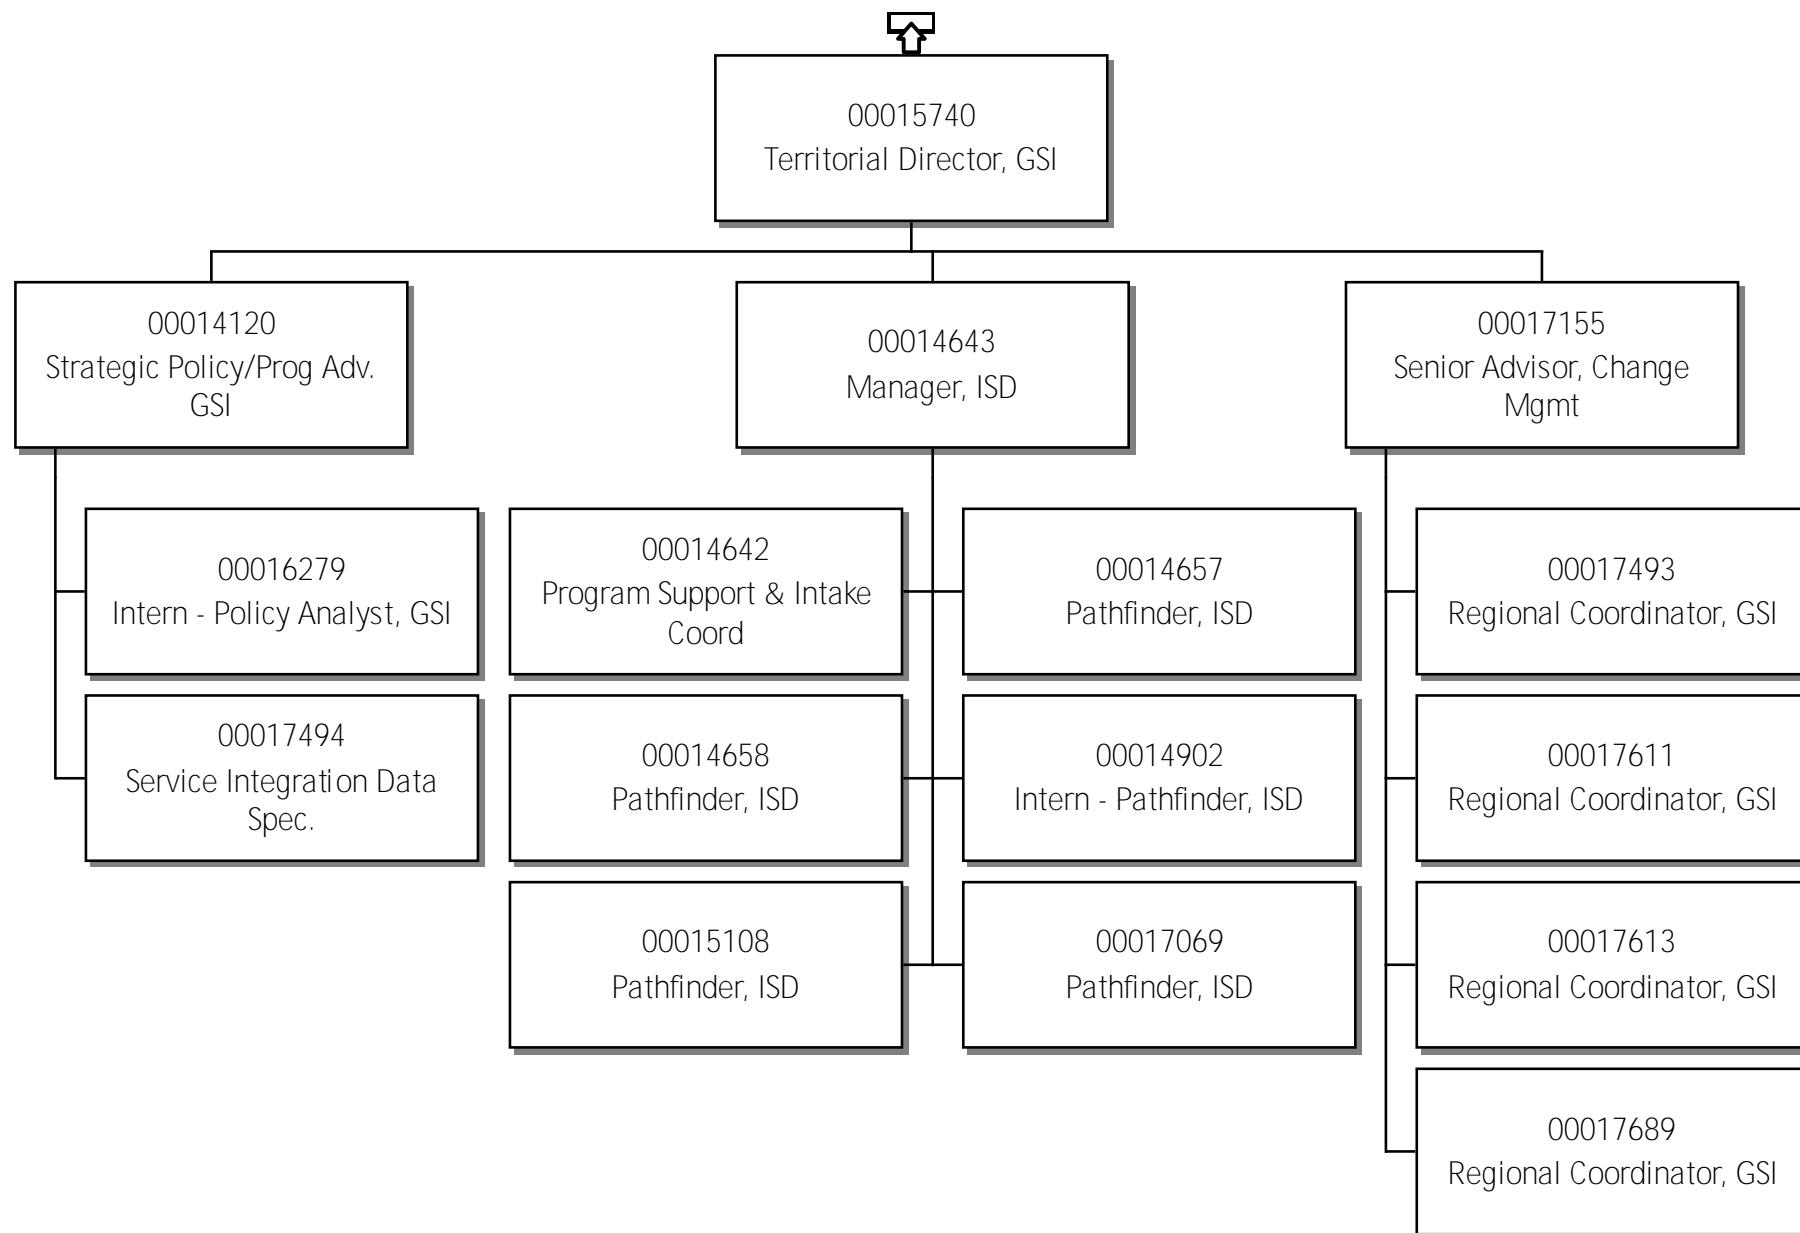 00015740
Territorial Director, GSI
00014120
Strategic Policy/Prog Adv.
GSI
00014643
Manager, ISD
00017155
Senior Advisor, Change
Mgmt
00016279
Intern - Policy Analyst, GSI
00014642
Program Support & Intake
Coord
00014657
Pathfinder, ISD
00017493
Regional Coordinator, GSI
00017494
Service Integration Data
Spec.
00014658
Pathfinder, ISD
00014902
Intern - Pathfinder, ISD
00017611
Regional Coordinator, GSI
00015108
Pathfinder, ISD
00017069
Pathfinder, ISD
00017613
Regional Coordinator, GSI
00017689
Regional Coordinator, GSI